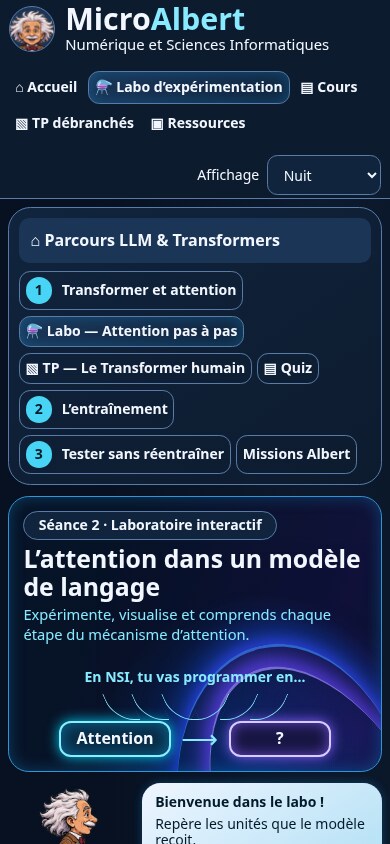 MicroAlbert
Numérique et Sciences Informatiques
Accueil
Labo d’expérimentation
Cours
TP débranchés
Ressources
Affichage
Nuit
Parcours LLM & Transformers
1 Transformer et attention
Labo — Attention pas à pas
TP — Le Transformer humain
Quiz
2 L’entraînement
3 Tester sans réentraîner
Missions Albert
Séance 2 · Laboratoire interactif
L’attention dans un modèle
de langage
Expérimente, visualise et comprends chaque
étape du mécanisme d’attention.
En NSI, tu vas programmer en…
Attention → ?
Bienvenue dans le labo !
Repère les unités que le modèle
reçoit.